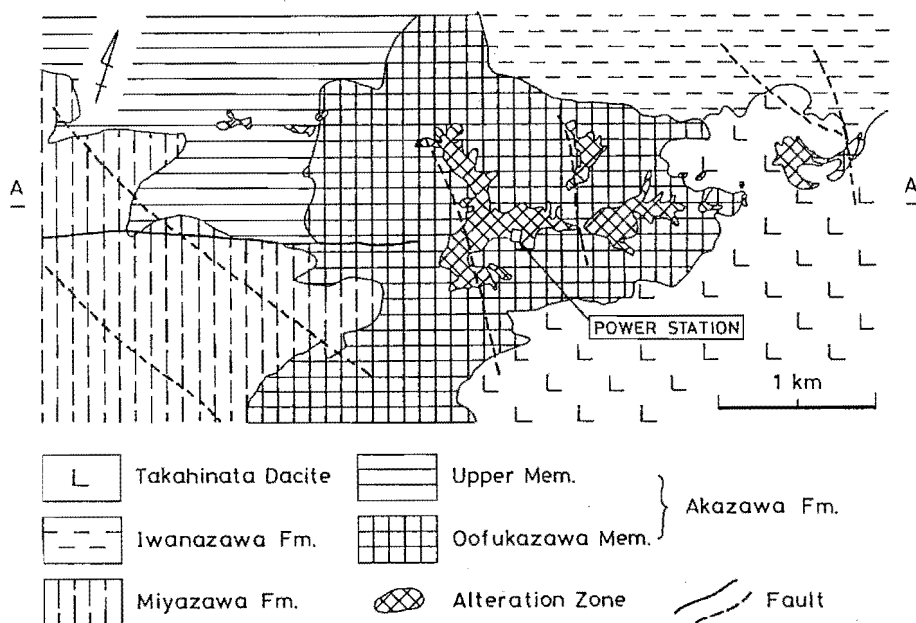 A
A
POWER STATION
1 km
L Takahinata Dacite
Upper Mem.
Akazawa Fm.
Iwanazawa Fm.
Oofukazawa Mem.
Miyazawa Fm.
Alteration Zone
Fault